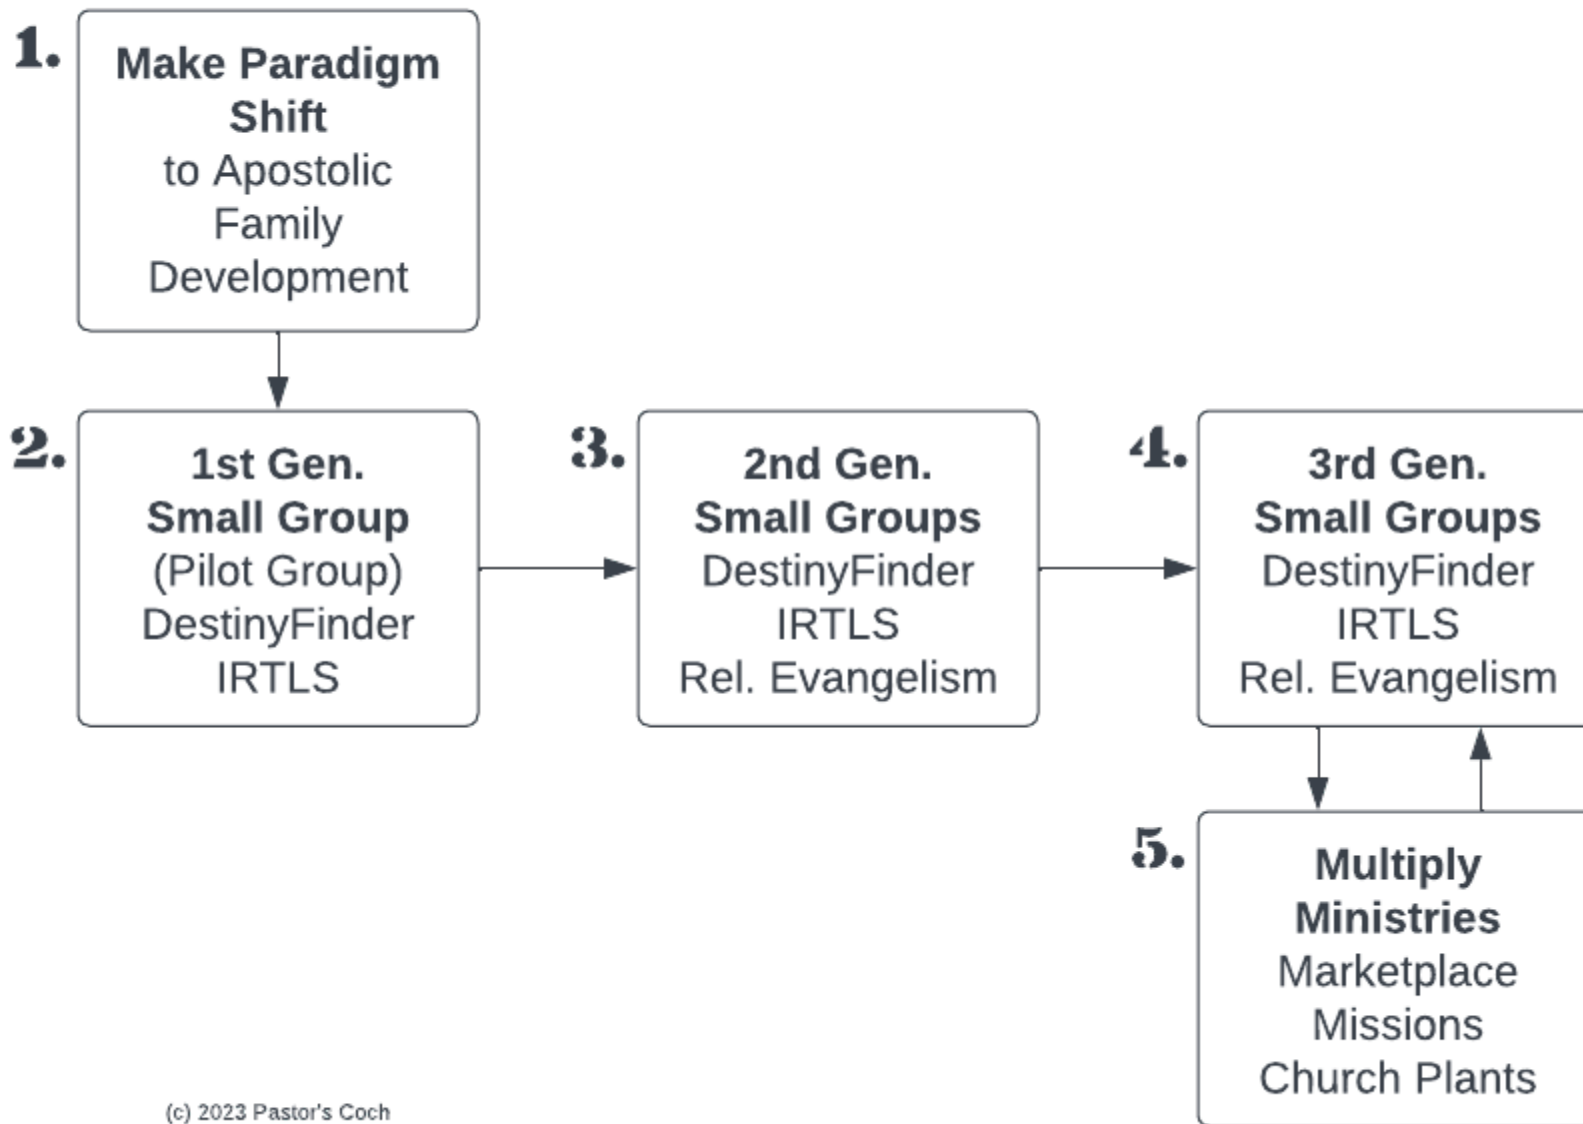 1.
Make Paradigm
Shift
to Apostolic
Family
Development
2.
1st Gen.
Small Group
(Pilot Group)
DestinyFinder
IRTLS
3.
2nd Gen.
Small Groups
DestinyFinder
IRTLS
Rel. Evangelism
4.
3rd Gen.
Small Groups
DestinyFinder
IRTLS
Rel. Evangelism
5.
Multiply
Ministries
Marketplace
Missions
Church Plants
(c) 2023 Pastor's Coch